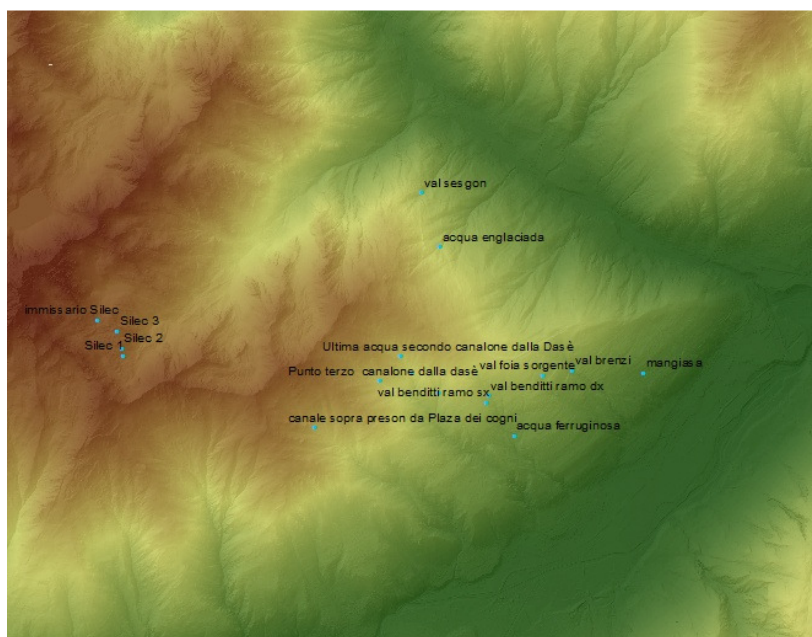 val sesgon
acqua englaciada
immissario Silec
Silec 3
Silec 2
Silec 1
Ultima acqua secondo canalone dalla Dasè
val foia sorgente
val brenzi
mangiasa
Punto terzo canalone dalla dasè
val benditti ramo sx
val benditti ramo dx
canale sopra preson da Plaza dei cogni
acqua ferruginosa